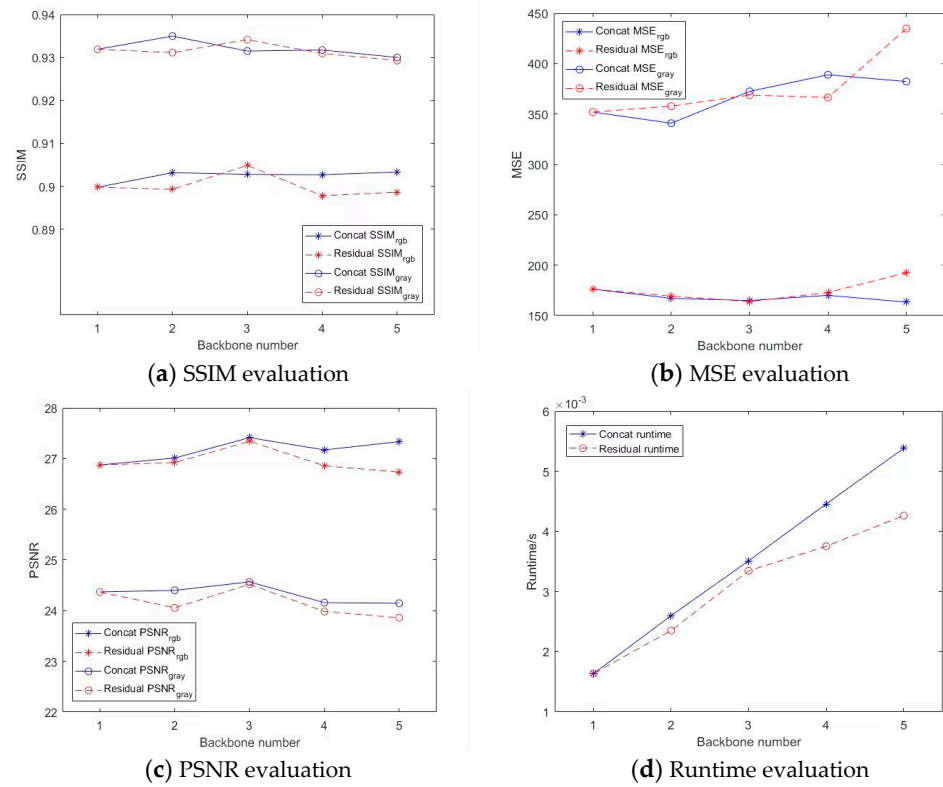 0.94
0.93
0.92
0.91
0.9
0.89
SSIM
Concat SSIMrgb
Residual SSIMrgb
Concat SSIMgray
Residual SSIMgray
1 2 3 4 5
Backbone number
(a) SSIM evaluation
450
400
350
300
250
200
150
MSE
Concat MSErgb
Residual MSErgb
Concat MSEgray
Residual MSEgray
1 2 3 4 5
Backbone number
(b) MSE evaluation
28
27
26
25
24
23
22
PSNR
Concat PSNRrgb
Residual PSNRrgb
Concat PSNRgray
Residual PSNRgray
1 2 3 4 5
Backbone number
(c) PSNR evaluation
×10-3
6
5
4
3
2
1
Runtime/s
Concat runtime
Residual runtime
1 2 3 4 5
Backbone number
(d) Runtime evaluation